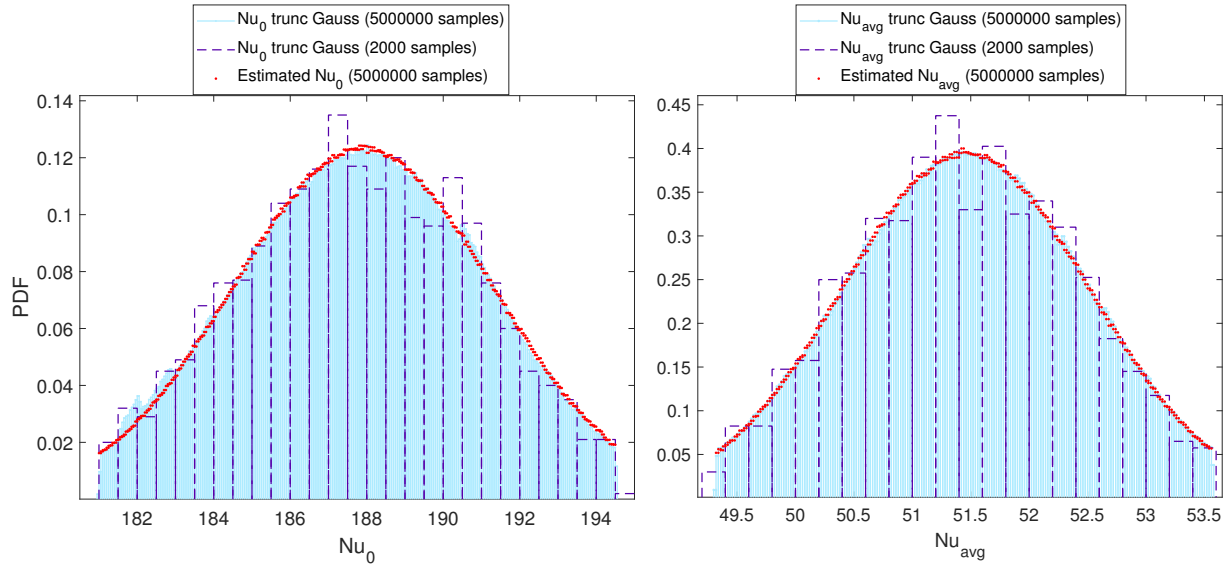 Nu0 trunc Gauss (5000000 samples)
Nu0 trunc Gauss (2000 samples)
Estimated Nu0 (5000000 samples)
0.14
0.12
0.1
0.08
0.06
0.04
0.02
PDF
182 184 186 188 190 192 194
Nu0
Nuavg trunc Gauss (5000000 samples)
Nuavg trunc Gauss (2000 samples)
Estimated Nuavg (5000000 samples)
0.45
0.4
0.35
0.3
0.25
0.2
0.15
0.1
0.05
49.5 50 50.5 51 51.5 52 52.5 53 53.5
Nuavg